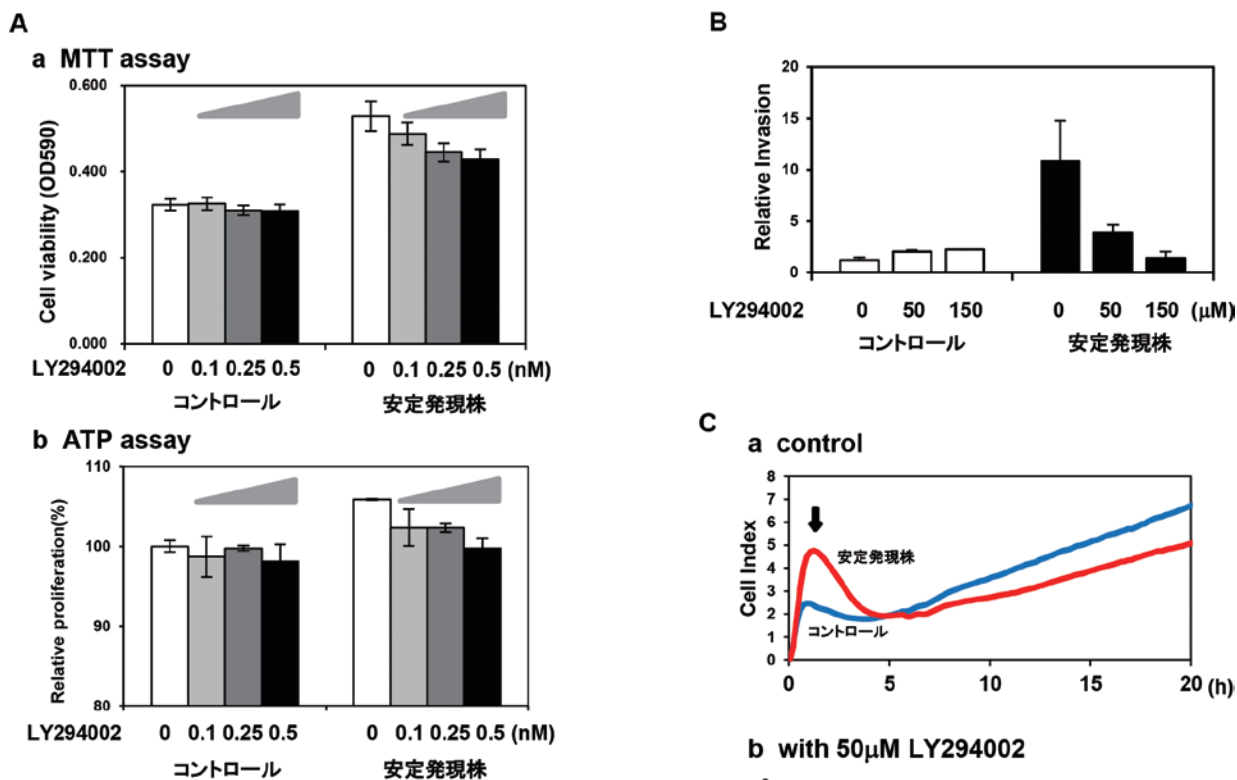 A
a MTT assay
Cell viability (OD590)
0.600
0.400
0.200
0.000
LY294002 0 0.1 0.25 0.5 0 0.1 0.25 0.5 (nM)
コントロール 安定発現株
b ATP assay
Relative proliferation(%)
110
100
90
80
LY294002 0 0.1 0.25 0.5 0 0.1 0.25 0.5 (nM)
コントロール 安定発現株
B
Relative Invasion
20
15
10
5
0
LY294002 0 50 150 0 50 150 (μM)
コントロール 安定発現株
C
a control
Cell Index
8
7
6
5
4
3
2
1
0
安定発現株
コントロール
0 5 10 15 20 (h)
b with 50μM LY294002